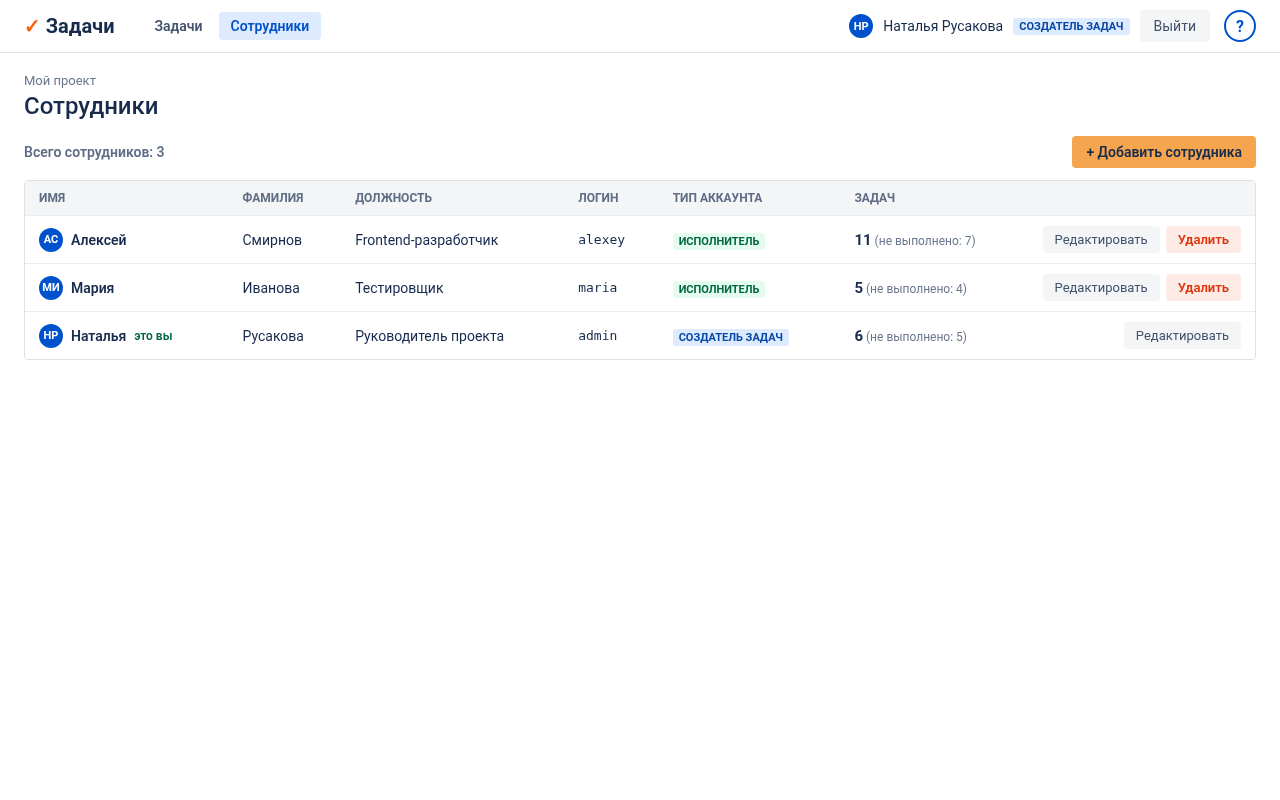 ✓ Задачи Задачи Сотрудники НР Наталья Русакова СОЗДАТЕЛЬ ЗАДАЧ Выйти ?
Мой проект
Сотрудники
Всего сотрудников: 3 + Добавить сотрудника
ИМЯ ФАМИЛИЯ ДОЛЖНОСТЬ ЛОГИН ТИП АККАУНТА ЗАДАЧ
АС Алексей Смирнов Frontend-разработчик alexey ИСПОЛНИТЕЛЬ 11 (не выполнено: 7) Редактировать Удалить
МИ Мария Иванова Тестировщик maria ИСПОЛНИТЕЛЬ 5 (не выполнено: 4) Редактировать Удалить
НР Наталья это вы Русакова Руководитель проекта admin СОЗДАТЕЛЬ ЗАДАЧ 6 (не выполнено: 5) Редактировать